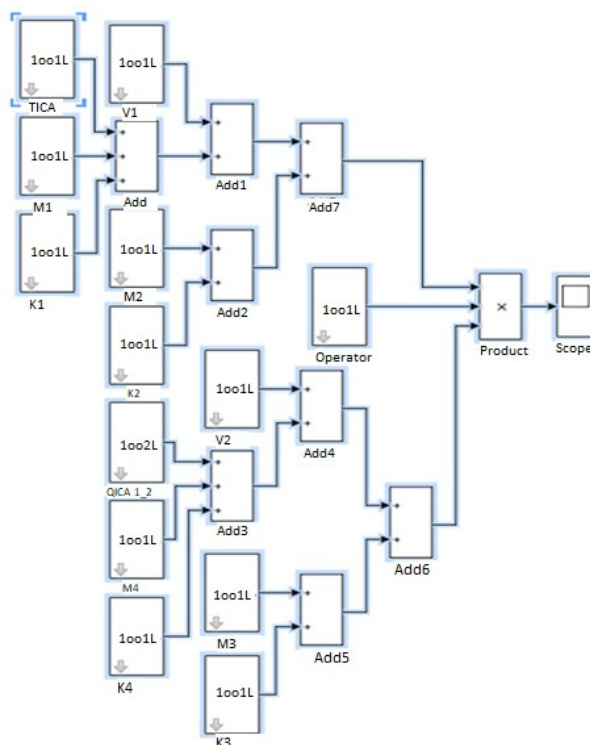 1oo1L
TICA
1oo1L
V1
1oo1L
M1
Add
Add1
Add7
1oo1L
K1
1oo1L
M2
Add2
1oo1L
K2
1oo1L
Operator
×
Product
Scope
1oo1L
V2
Add4
1oo2L
QICA 1_2
Add3
1oo1L
M4
Add6
1oo1L
K4
1oo1L
M3
Add5
1oo1L
K3